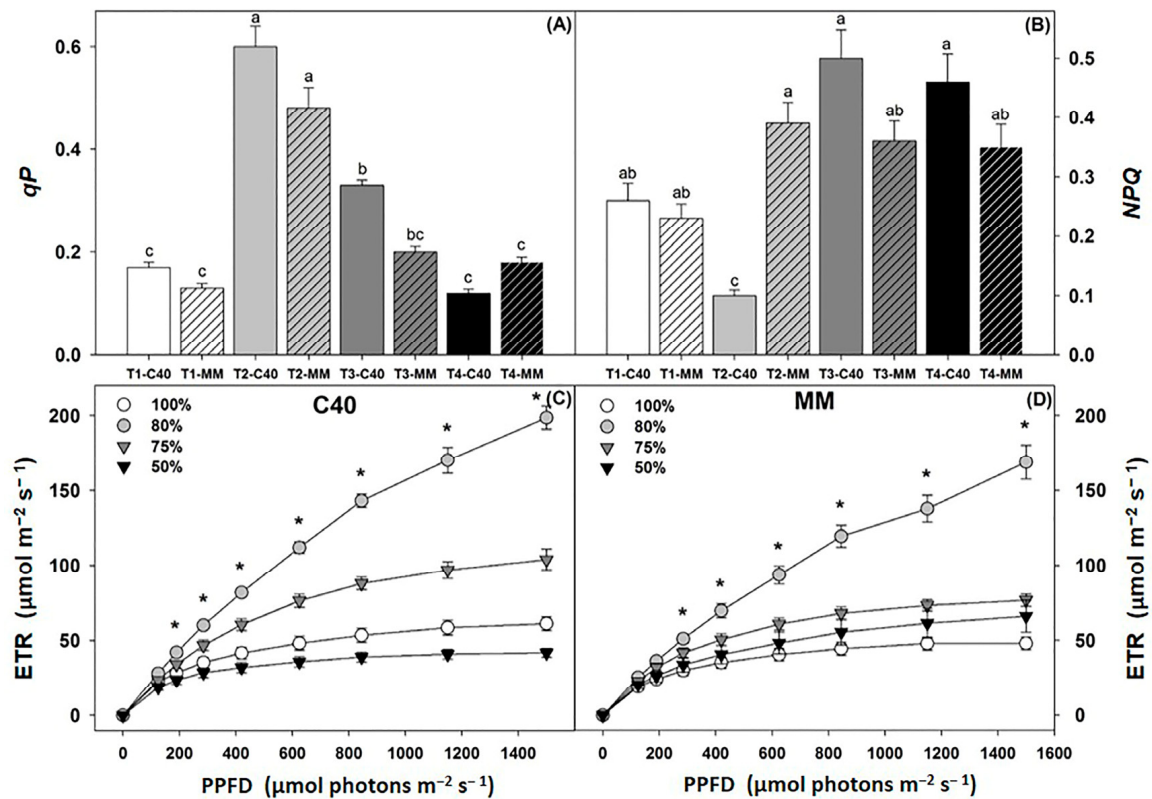 (A)
a
a
b
bc
c
c
c
c
0.6
0.4
0.2
0.0
qP
T1-C40 T1-MM T2-C40 T2-MM T3-C40 T3-MM T4-C40 T4-MM
(B)
a
a
a
ab
ab
ab
ab
c
0.5
0.4
0.3
0.2
0.1
0.0
NPQ
T1-C40 T1-MM T2-C40 T2-MM T3-C40 T3-MM T4-C40 T4-MM
C40
* (C)
100%
80%
75%
50%
*
*
*
*
*
*
200
150
100
50
0
ETR (µmol m⁻² s⁻¹)
0 200 400 600 800 1000 1200 1400
PPFD (µmol photons m⁻² s⁻¹)
MM
(D)
100%
80%
75%
50%
*
*
*
*
*
*
200
150
100
50
0
ETR (µmol m⁻² s⁻¹)
0 200 400 600 800 1000 1200 1400 1600
PPFD (µmol photons m⁻² s⁻¹)